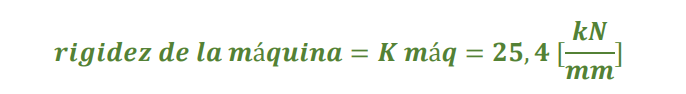 rigidez de la máquina = K máq = 25,4 [kN/mm]